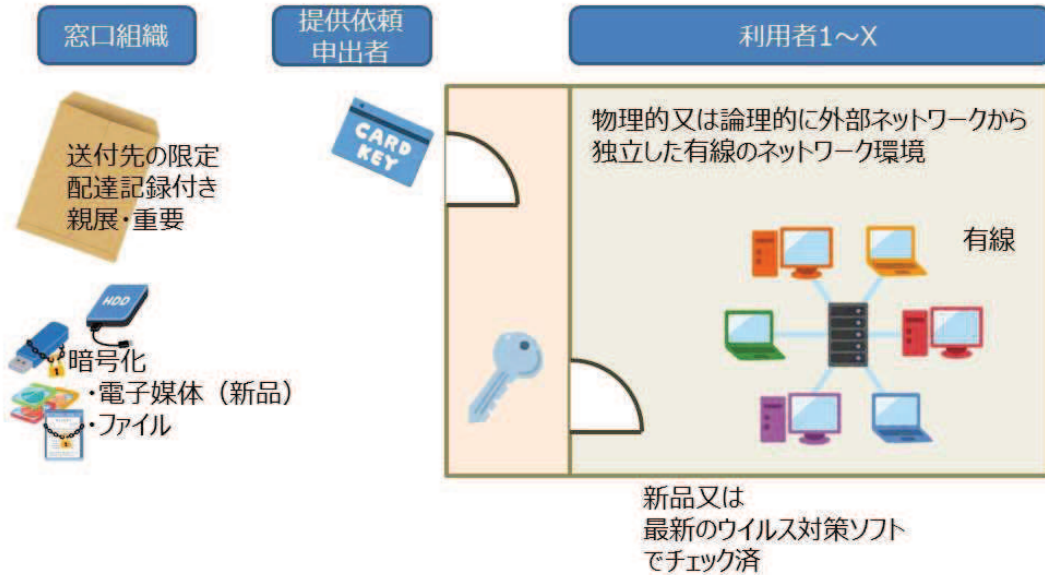 窓口組織
提供依頼
申出者
利用者1～X
送付先の限定
配達記録付き
親展・重要
CARD
KEY
物理的又は論理的に外部ネットワークから
独立した有線のネットワーク環境
有線
HDD
暗号化
・電子媒体（新品）
・ファイル
新品又は
最新のウイルス対策ソフト
でチェック済